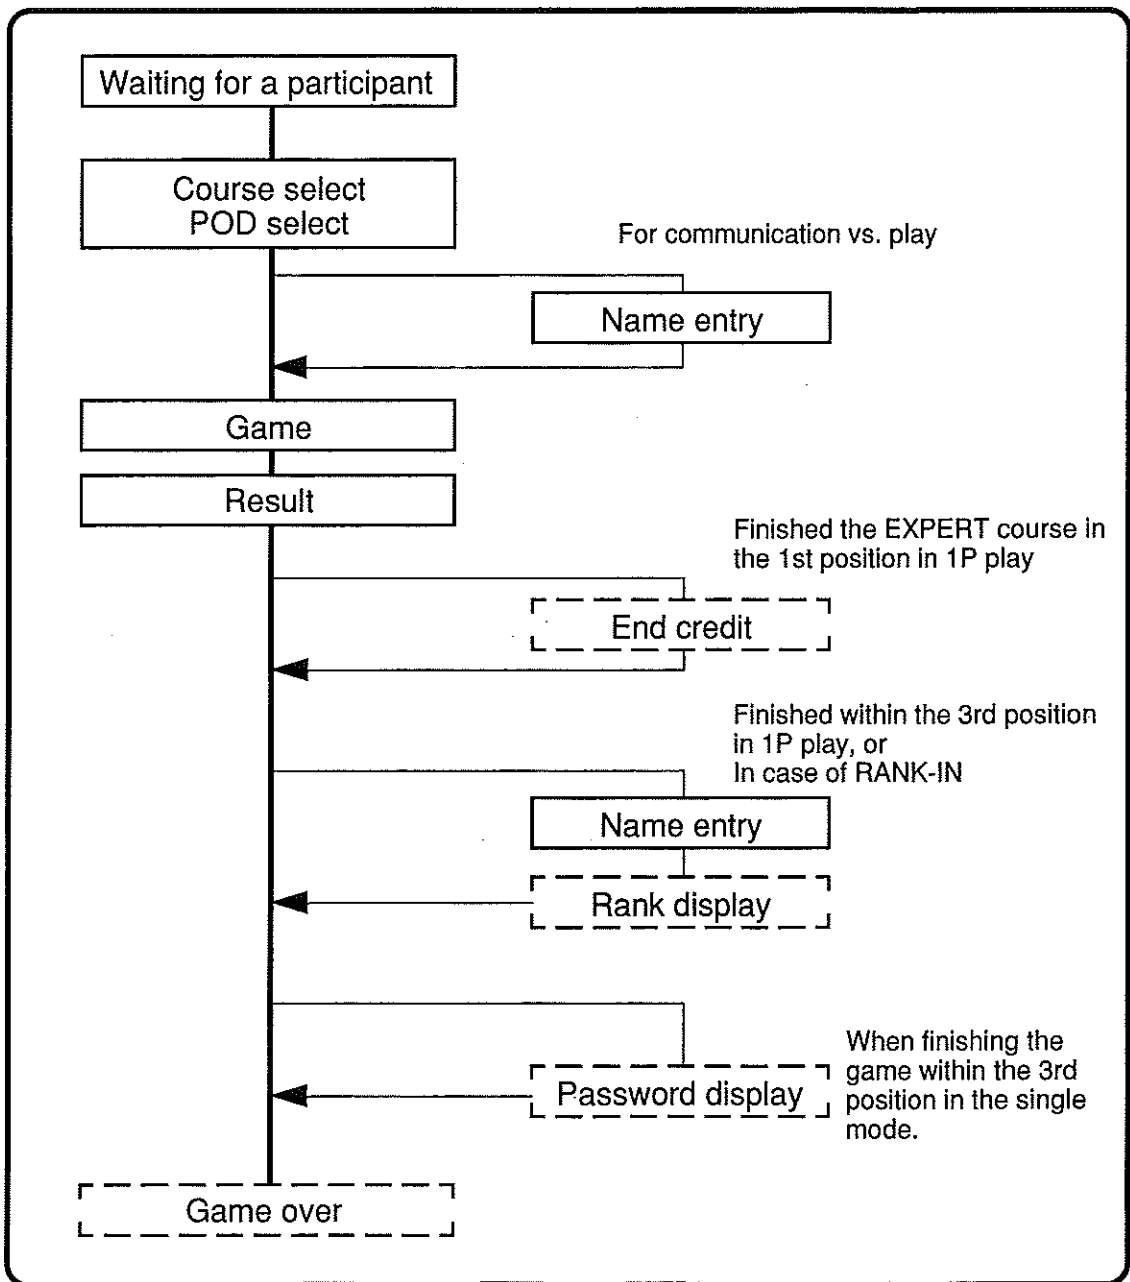 Waiting for a participant
Course select
POD select
For communication vs. play
Name entry
Game
Result
Finished the EXPERT course in
the 1st position in 1P play
End credit
Finished within the 3rd position
in 1P play, or
In case of RANK-IN
Name entry
Rank display
When finishing the
game within the 3rd
position in the single
mode.
Password display
Game over